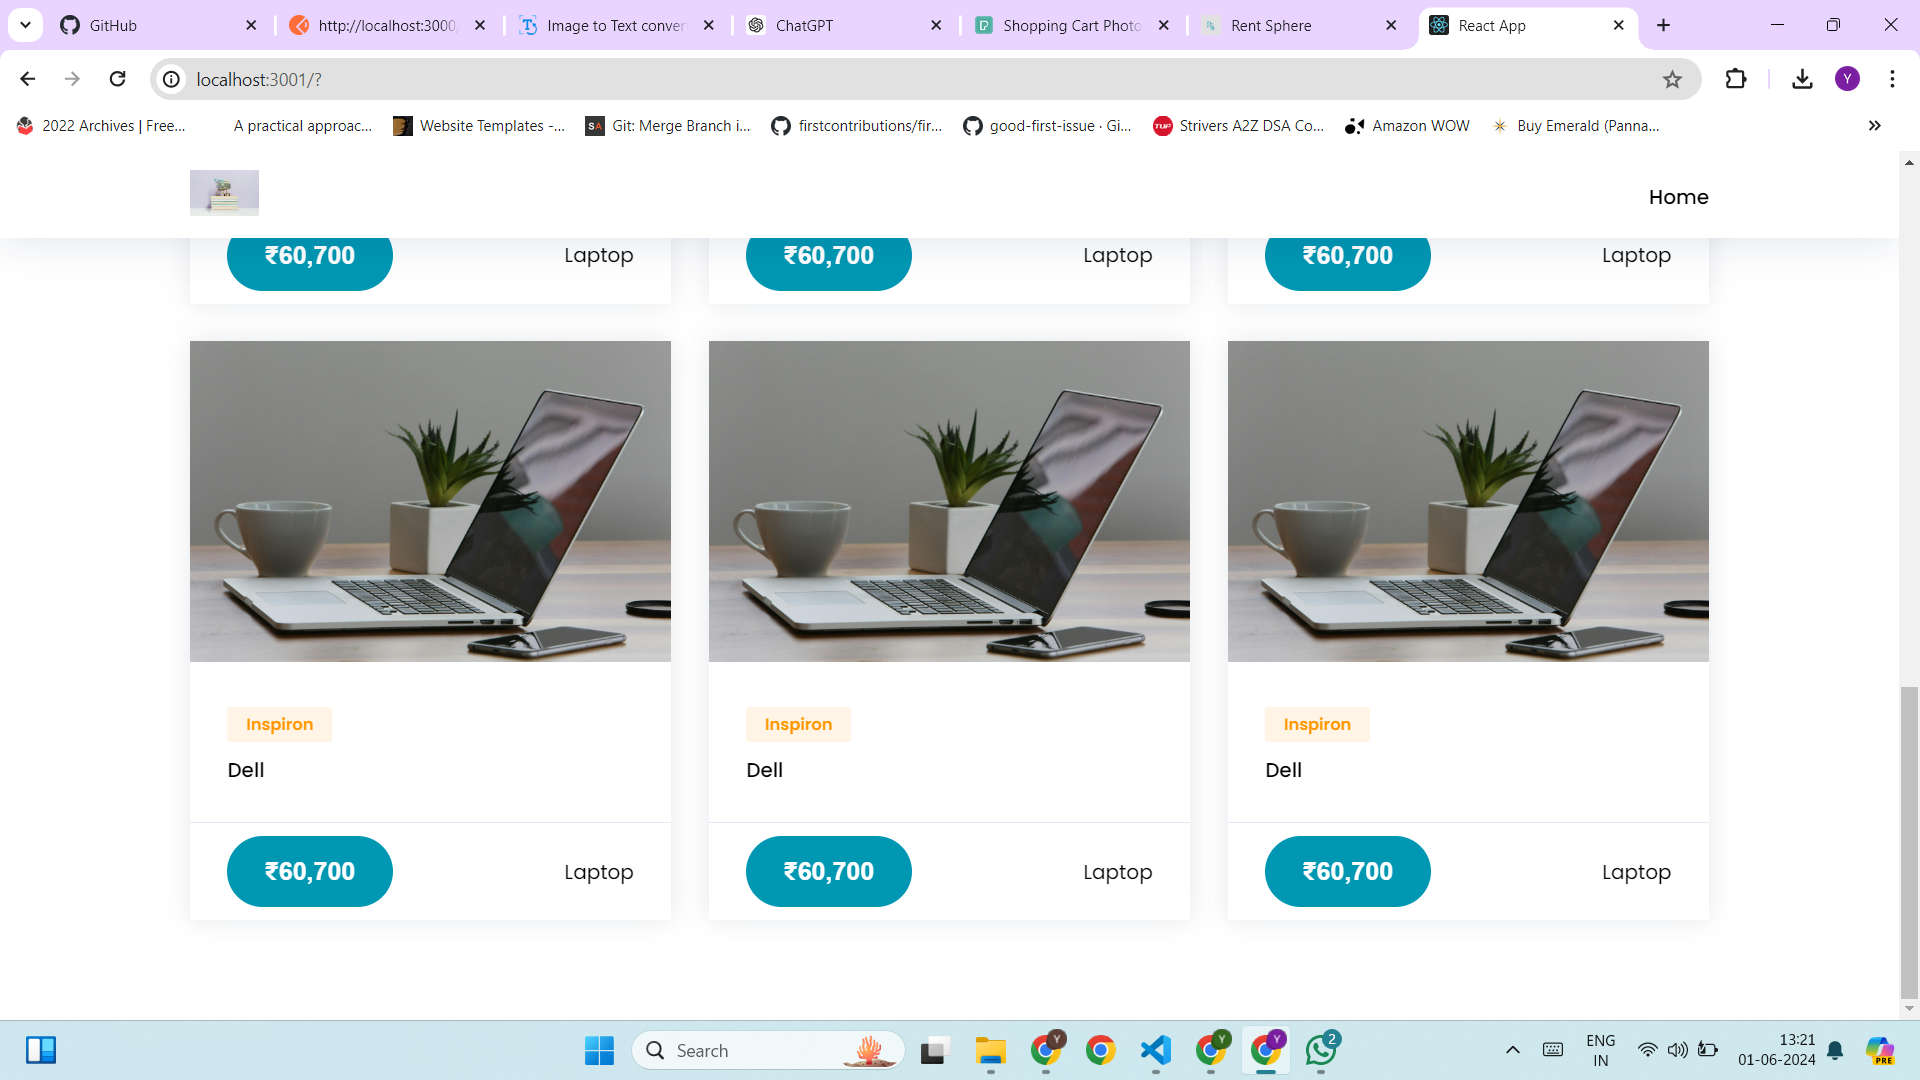 GitHub
http://localhost:3000/
Image to Text conver
ChatGPT
Shopping Cart Photo
Rent Sphere
React App
localhost:3001/?
Y
2022 Archives | Free...
A practical approac...
Website Templates -...
SA
Git: Merge Branch i...
firstcontributions/fir...
good-first-issue · Gi...
TUF
Strivers A2Z DSA Co...
Amazon WOW
Buy Emerald (Panna...
Home
₹60,700 Laptop
₹60,700 Laptop
₹60,700 Laptop
Inspiron
Dell
₹60,700 Laptop
Inspiron
Dell
₹60,700 Laptop
Inspiron
Dell
₹60,700 Laptop
Search
Y
Y
Y
2
ENG
IN
13:21
01-06-2024
PRE